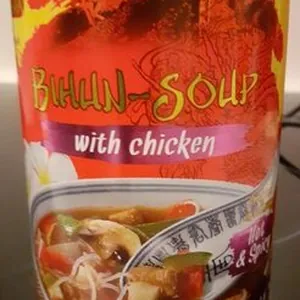 BIHUN-SOUP
with chicken
Hot
& Spicy